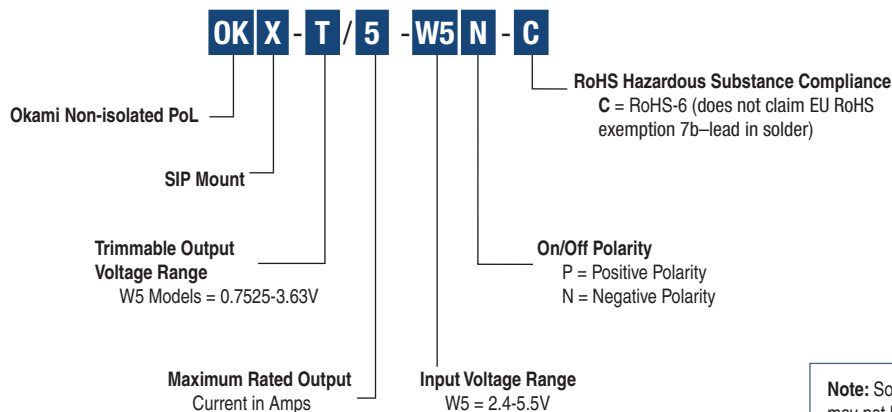 OK X - T / 5 - W5 N - C
RoHS Hazardous Substance Compliance
C = RoHS-6 (does not claim EU RoHS
exemption 7b–lead in solder)
Okami Non-isolated PoL
SIP Mount
Trimmable Output
Voltage Range
W5 Models = 0.7525-3.63V
On/Off Polarity
P = Positive Polarity
N = Negative Polarity
Maximum Rated Output
Current in Amps
Input Voltage Range
W5 = 2.4-5.5V
Note: So
may not